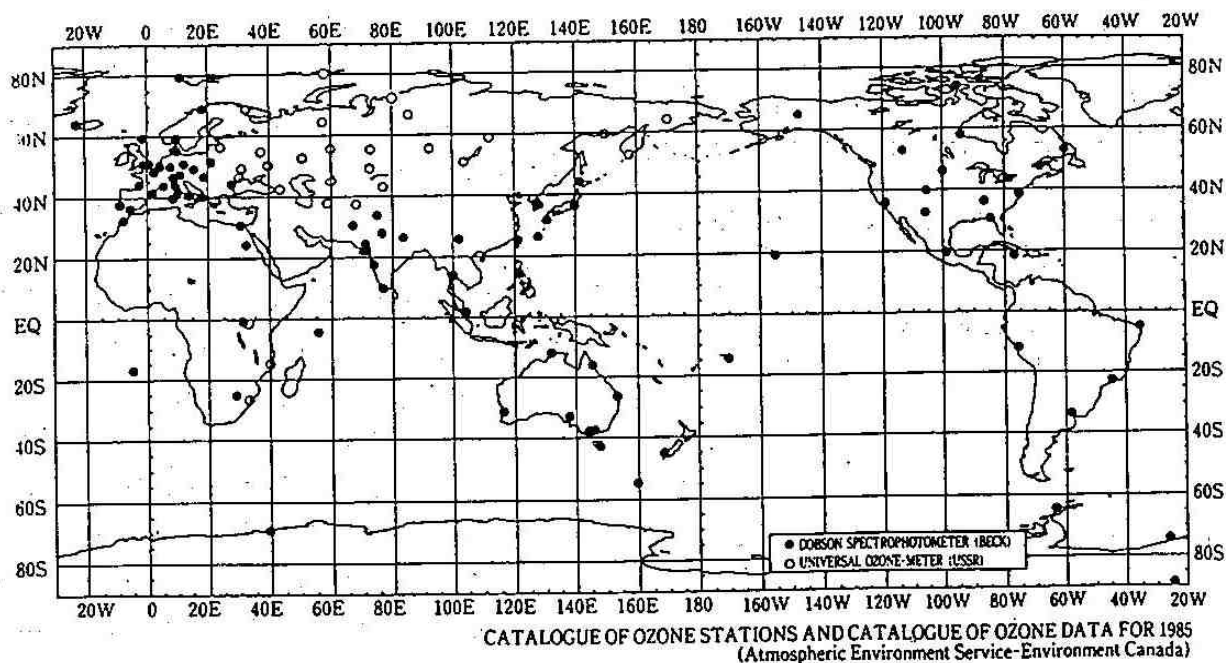 20W 0 20E 40E 60E 80E 100E 120E 140E 160E 180 160W 140W 120W 100W 80W 60W 40W 20W
80N 80N
60N 60N
40N 40N
20N 20N
EQ EQ
20S 20S
40S 40S
60S 60S
● DOBSON SPECTROPHOTOMETER (BECK)
○ UNIVERSAL OZONE-METER (USSR)
80S 80S
20W 0 20E 40E 60E 80E 100E 120E 140E 160E 180 156W 140W 120W 100W 80W 60W 40W 20W
CATALOGUE OF OZONE STATIONS AND CATALOGUE OF OZONE DATA FOR 1985
(Atmospheric Environment Service-Environment Canada)